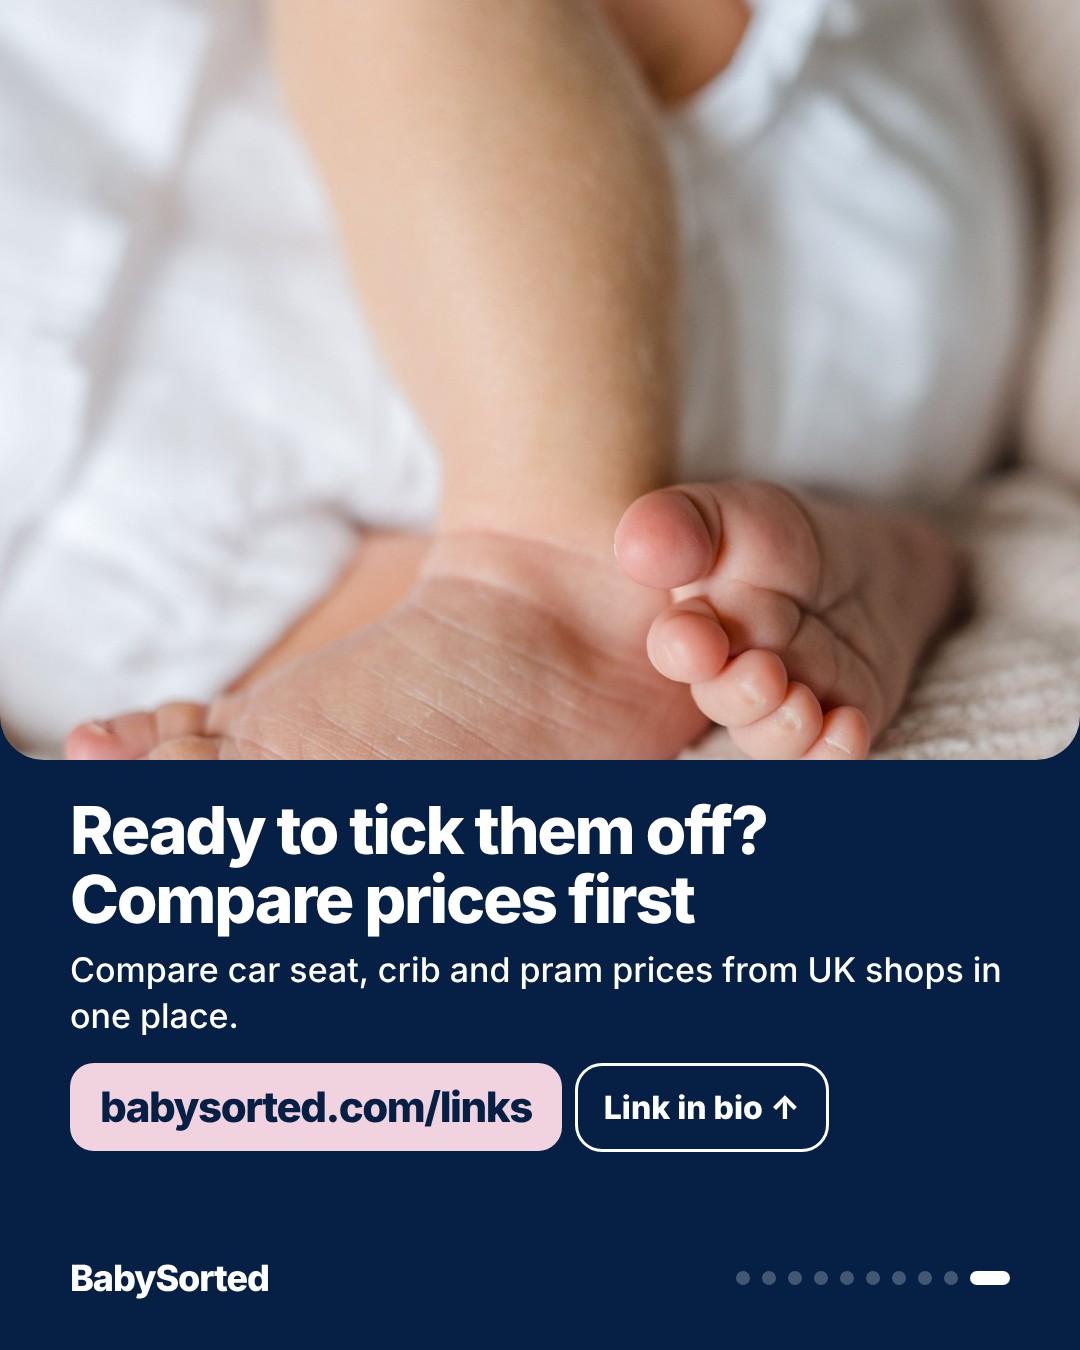 Ready to tick them off?
Compare prices first
Compare car seat, crib and pram prices from UK shops in
one place.
babysorted.com/links
Link in bio ↑
BabySorted